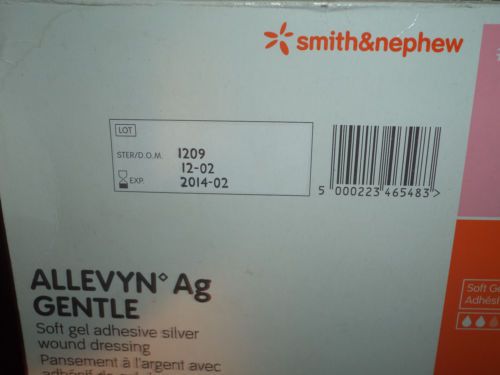 smith&nephew
LOT
STER/D.O.M. 1209
12-02
EXP. 2014-02
5 000223 465483>
ALLEVYN◇ Ag
GENTLE
Soft gel adhesive silver
wound dressing
Pansement à l'argent avec
Soft Ge
Adhesi